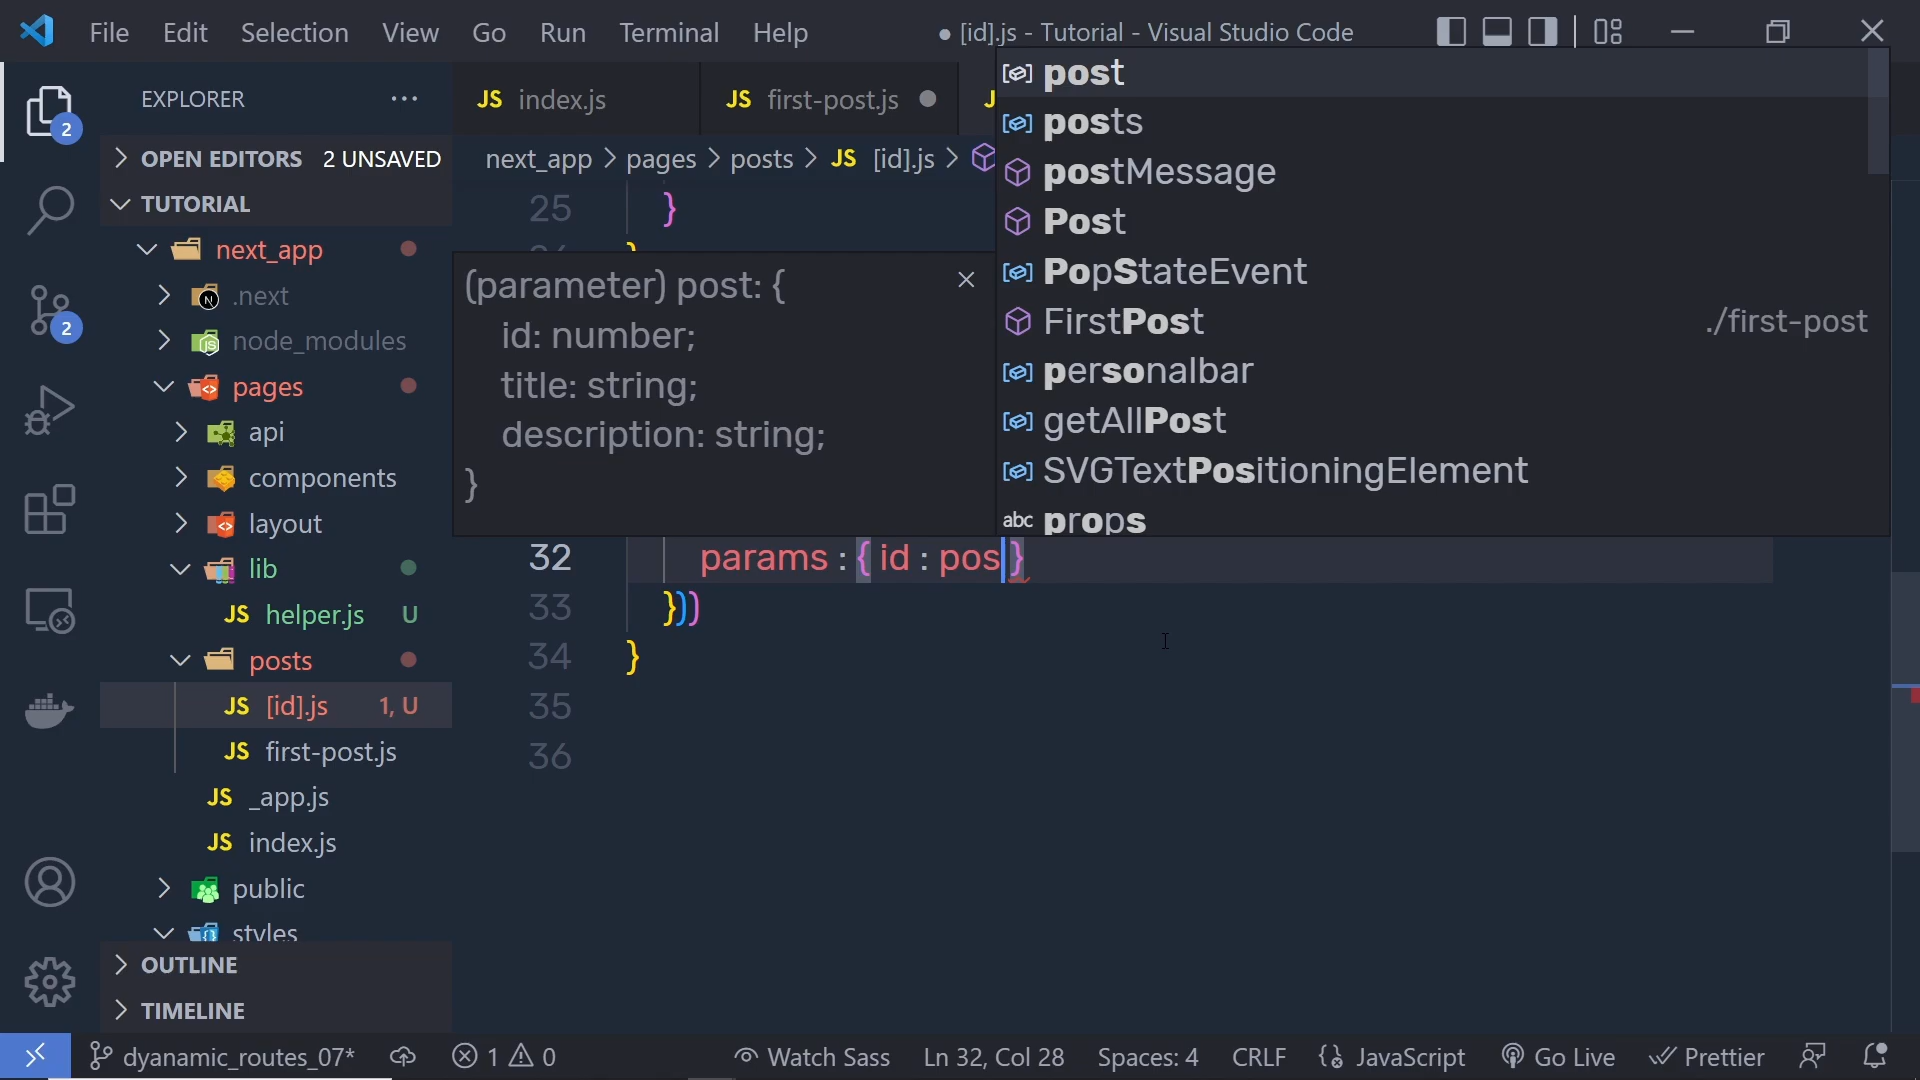 File Edit Selection View Go Run Terminal Help
● [id].js - Tutorial - Visual Studio Code
EXPLORER ...
2
OPEN EDITORS 2 UNSAVED
TUTORIAL
next_app
.next
node_modules
pages
api
components
layout
lib
JS helper.js U
posts
JS [id].js 1, U
JS first-post.js
JS _app.js
JS index.js
public
styles
OUTLINE
TIMELINE
2
JS index.js
JS first-post.js
next_app > pages > posts > JS [id].js >
25 }
(parameter) post: {
id: number;
title: string;
description: string;
}
post
posts
postMessage
Post
PopStateEvent
FirstPost ./first-post
personalbar
getAllPost
SVGTextPositioningElement
abc props
32 params : { id : pos}
33 }))
34 }
35
36
dyanamic_routes_07* 1 0 Watch Sass Ln 32, Col 28 Spaces: 4 CRLF JavaScript Go Live Prettier